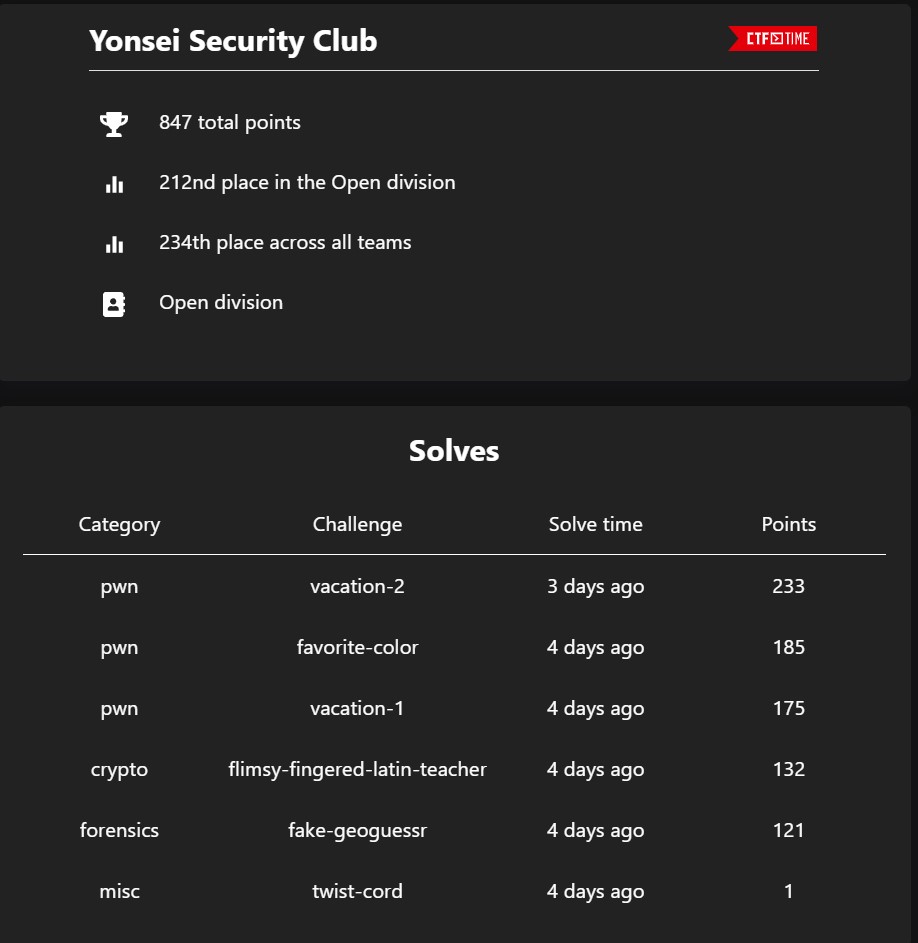 Yonsei Security Club
CTF TIME
847 total points
212nd place in the Open division
234th place across all teams
Open division
Solves
Category Challenge Solve time Points
pwn vacation-2 3 days ago 233
pwn favorite-color 4 days ago 185
pwn vacation-1 4 days ago 175
crypto flimsy-fingered-latin-teacher 4 days ago 132
forensics fake-geoguessr 4 days ago 121
misc twist-cord 4 days ago 1